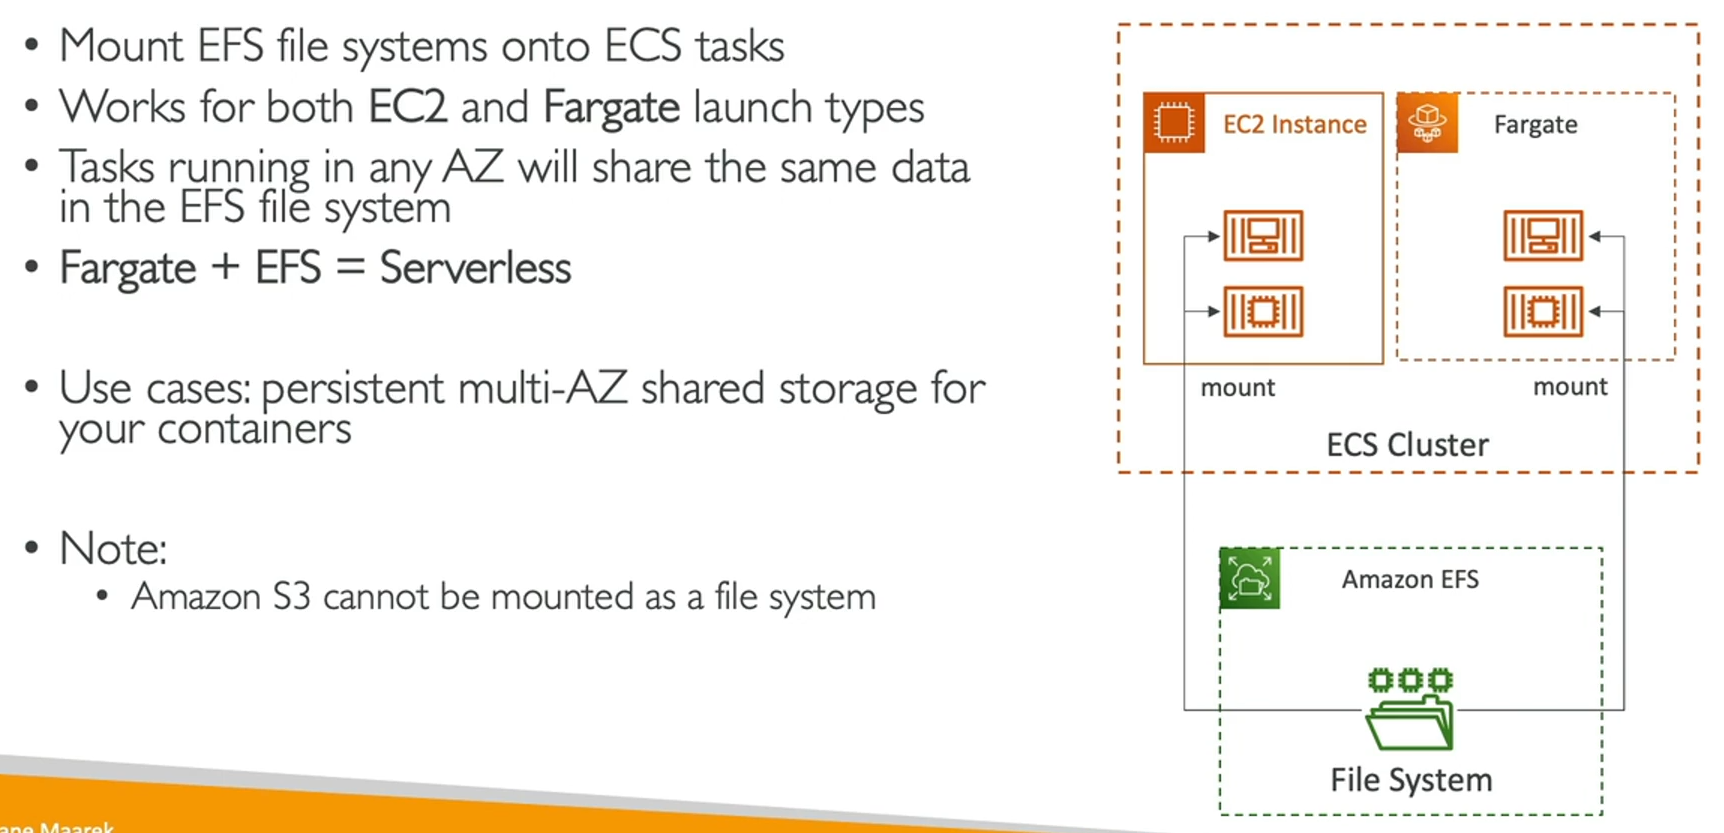 • Mount EFS file systems onto ECS tasks
• Works for both EC2 and Fargate launch types
• Tasks running in any AZ will share the same data
in the EFS file system
• Fargate + EFS = Serverless
• Use cases: persistent multi-AZ shared storage for
your containers
• Note:
• Amazon S3 cannot be mounted as a file system
EC2 Instance
Fargate
mount
mount
ECS Cluster
Amazon EFS
File System
Maarek